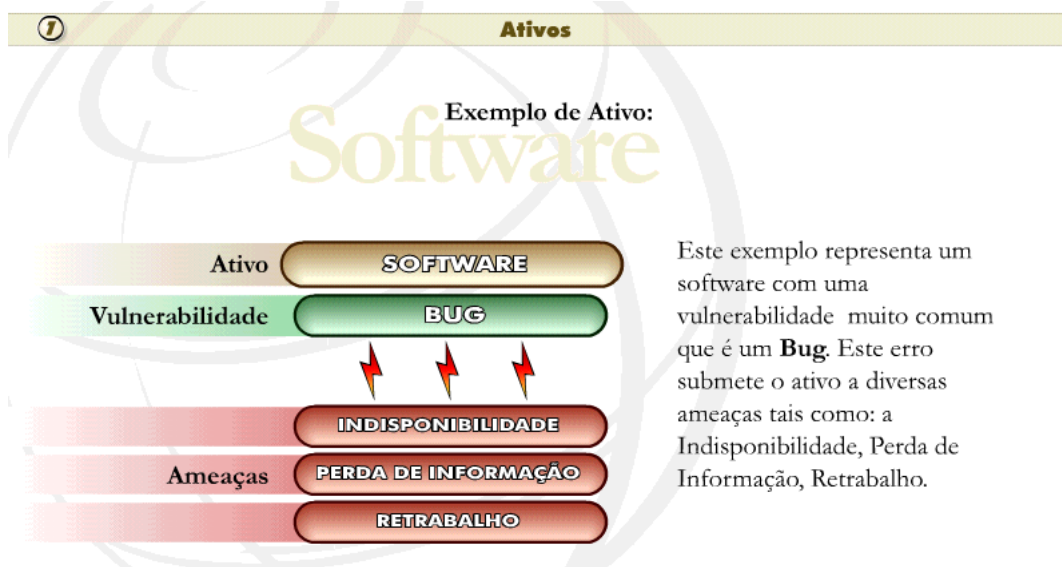 1
Ativos
Exemplo de Ativo:
Software
Ativo
SOFTWARE
Vulnerabilidade
BUG
INDISPONIBILIDADE
Ameaças
PERDA DE INFORMAÇÃO
RETRABALHO
Este exemplo representa um
software com uma
vulnerabilidade muito comum
que é um Bug. Este erro
submete o ativo a diversas
ameaças tais como: a
Indisponibilidade, Perda de
Informação, Retrabalho.